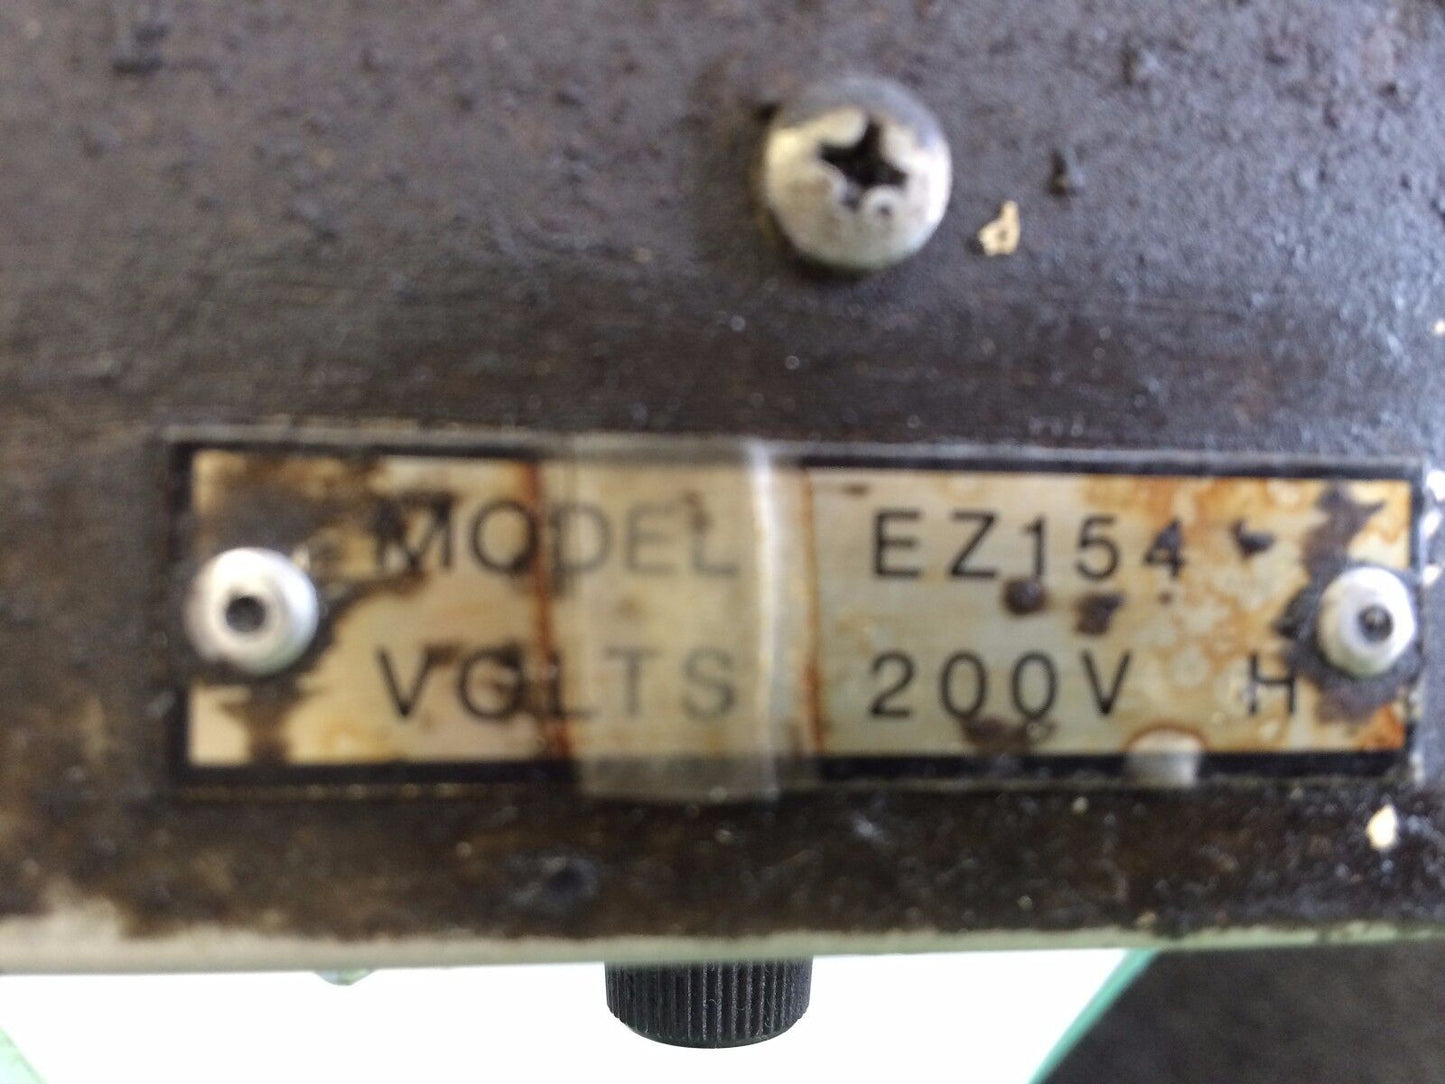 MODEL EZ154
VOLTS 200V H